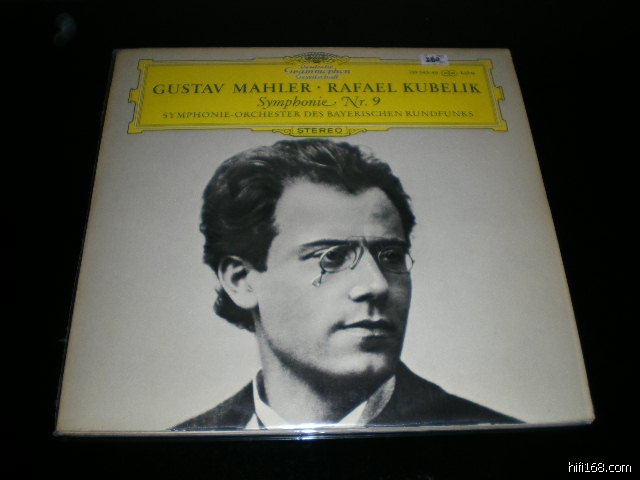 Deutsche
Grammophon
Gesellschaft
GUSTAV MAHLER · RAFAEL KUBELIK
Symphonie Nr. 9
SYMPHONIE-ORCHESTER DES BAYERISCHEN RUNDFUNKS
STEREO
hifi168.com